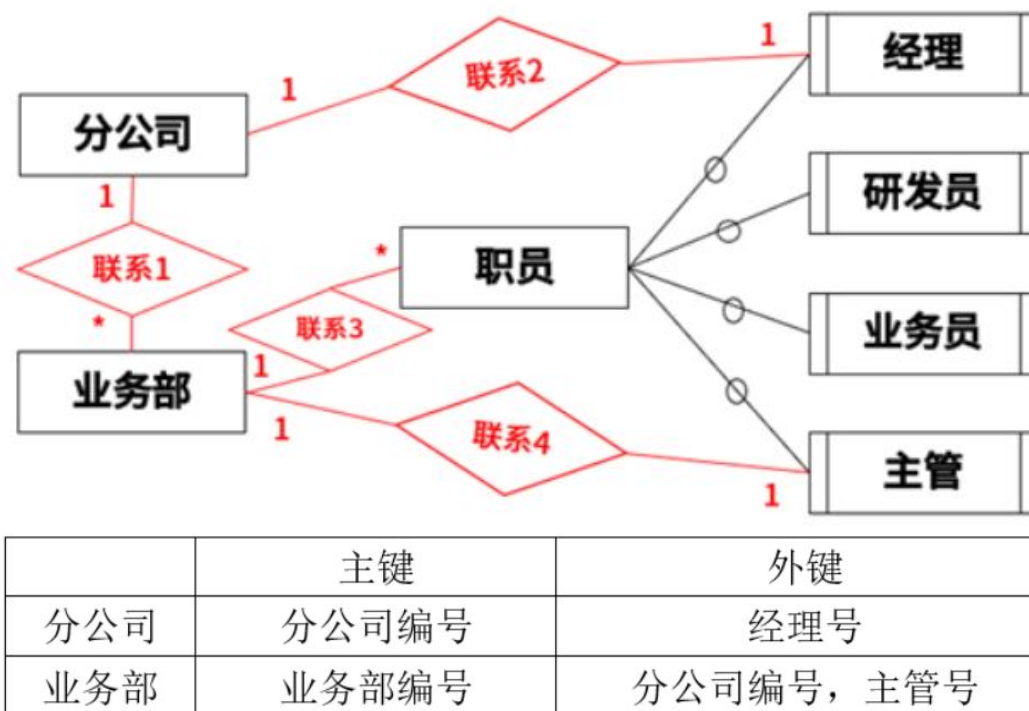 1
联系2
1
经理
分公司
1
研发员
联系1
*
职员
*
联系3
业务员
1
业务部
1
联系4
1
主管
主键
外键
分公司
分公司编号
经理号
业务部
业务部编号
分公司编号，主管号